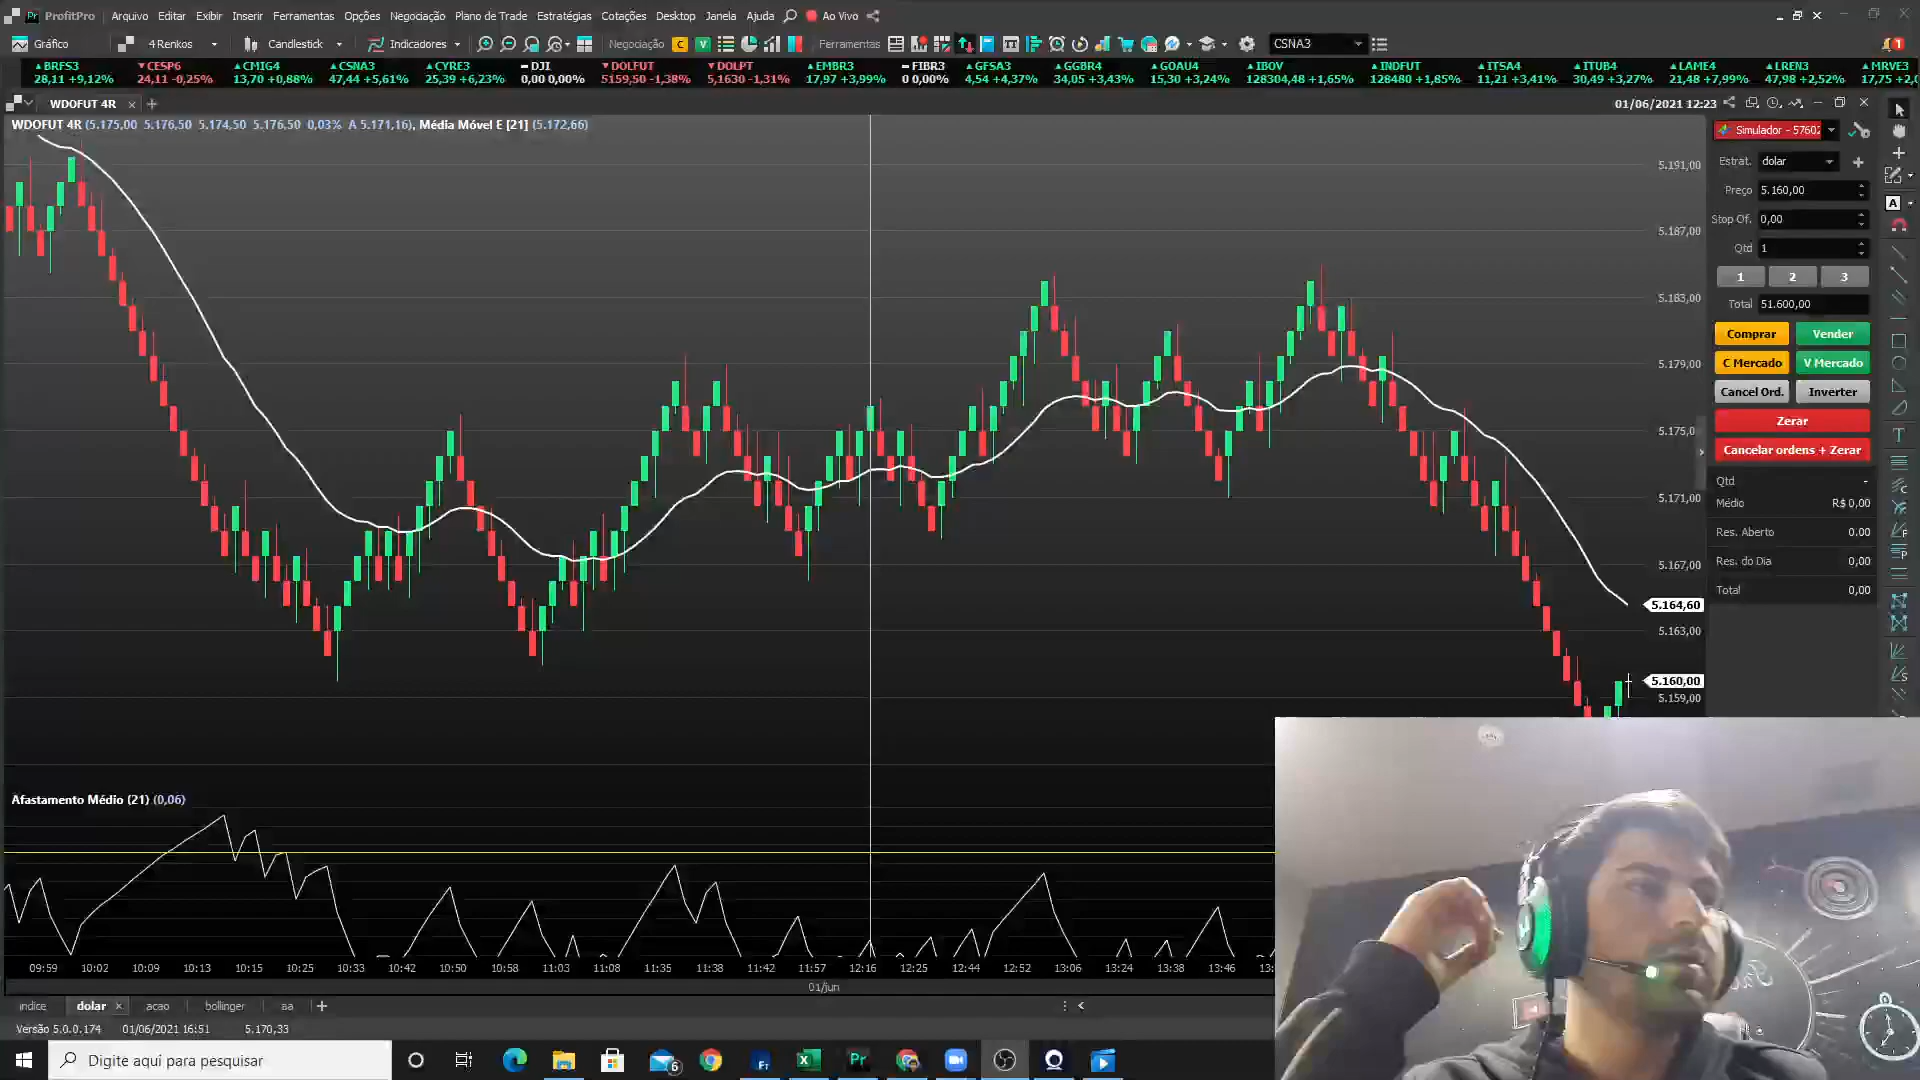 ProfitPro Arquivo Editar Exibir Inserir Ferramentas Opções Negociação Plano de Trade Estratégias Cotações Desktop Janela Ajuda Ao Vivo
Gráfico 4 Renkos Candlestick Indicadores Negociação C V Ferramentas CSNA3
BRFS3 CESP6 CMIG4 CSNA3 CYRE3 DJI DOLFUT DOLPT EMBR3 FIBR3 GFSA3 GGBR4 GOAU4 IBOV INDFUT ITSA4 ITUB4 LAME4 LREN3 MRVE3
28,11 +9,12% 24,11 -0,25% 13,70 +0,88% 47,44 +5,61% 25,39 +6,23% 0,00 0,00% 5159,50 -1,38% 5,1630 -1,31% 17,97 +3,99% 0 0,00% 4,54 +4,37% 34,05 +3,43% 15,30 +3,24% 128304,48 +1,65% 128480 +1,85% 11,21 +3,41% 30,49 +3,27% 21,48 +7,99% 47,98 +2,52% 17,75 +2,0
WDOFUT 4R 01/06/2021 12:23
WDOFUT 4R (5.175,00 5.176,50 5.174,50 5.176,50 0,03% A 5.171,16), Média Móvel E [21] (5.172,66)
5.191,00
5.187,00
5.183,00
5.179,00
5.175,0
5.171,00
5.167,00
5.164,60
5.163,00
5.160,00
5.159,00
Simulador - 57602
Estrat. dolar
Preço 5.160,00
Stop Of. 0,00
Qtd 1
1 2 3
Total 51.600,00
Comprar Vender
C Mercado V Mercado
Cancel Ord. Inverter
Zerar
Cancelar ordens + Zerar
Qtd -
Médio R$ 0,00
Res. Aberto 0.00
Res. do Dia 0,00
Total 0,00
Afastamento Médio (21) (0,06)
09:59 10:02 10:09 10:13 10:15 10:25 10:33 10:42 10:50 10:58 11:03 11:08 11:35 11:38 11:42 11:57 12:16 12:25 12:44 12:52 13:06 13:24 13:38 13:46 13:
01/jun
indice dolar acao bollinger aa
Versão 5.0.0.174 01/06/2021 16:51 5.170,33
Digite aqui para pesquisar 6